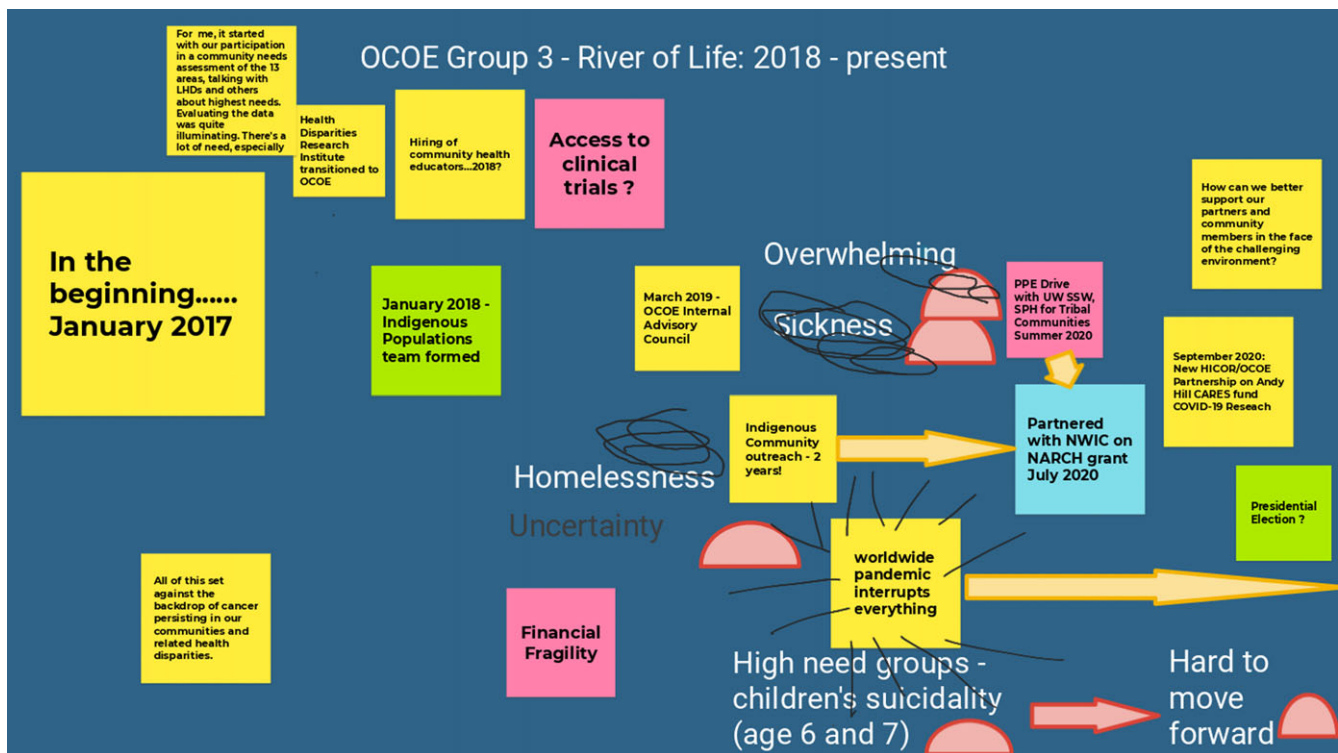 OCOE Group 3 - River of Life: 2018 - present
For me, it started
with our participation
in a community needs
assessment of the 13
areas, talking with
LHDs and others
about highest needs.
Evaluating the data
was quite
illuminating. There's a
lot of need, especially
Health
Disparities
Research
Institute
transitioned to
OCOE
Hiring of
community health
educators...2018?
Access to
clinical
trials ?
In the
beginning......
January 2017
January 2018 -
Indigenous
Populations
team formed
March 2019 -
OCOE Internal
Advisory
Council
Overwhelming
Sickness
PPE Drive
with UW SSW,
SPH for Tribal
Communities
Summer 2020
How can we better
support our
partners and
community
members in the face
of the challenging
environment?
September 2020:
New HICOR/OCOE
Partnership on Andy
Hill CARES fund
COVID-19 Reseach
Homelessness
Uncertainty
Indigenous
Community
outreach - 2
years!
Partnered
with NWIC on
NARCH grant
July 2020
Presidential
Election ?
worldwide
pandemic
interrupts
everything
All of this set
against the
backdrop of cancer
persisting in our
communities and
related health
disparities.
Financial
Fragility
High need groups -
children's suicidality
(age 6 and 7)
Hard to
move
forward